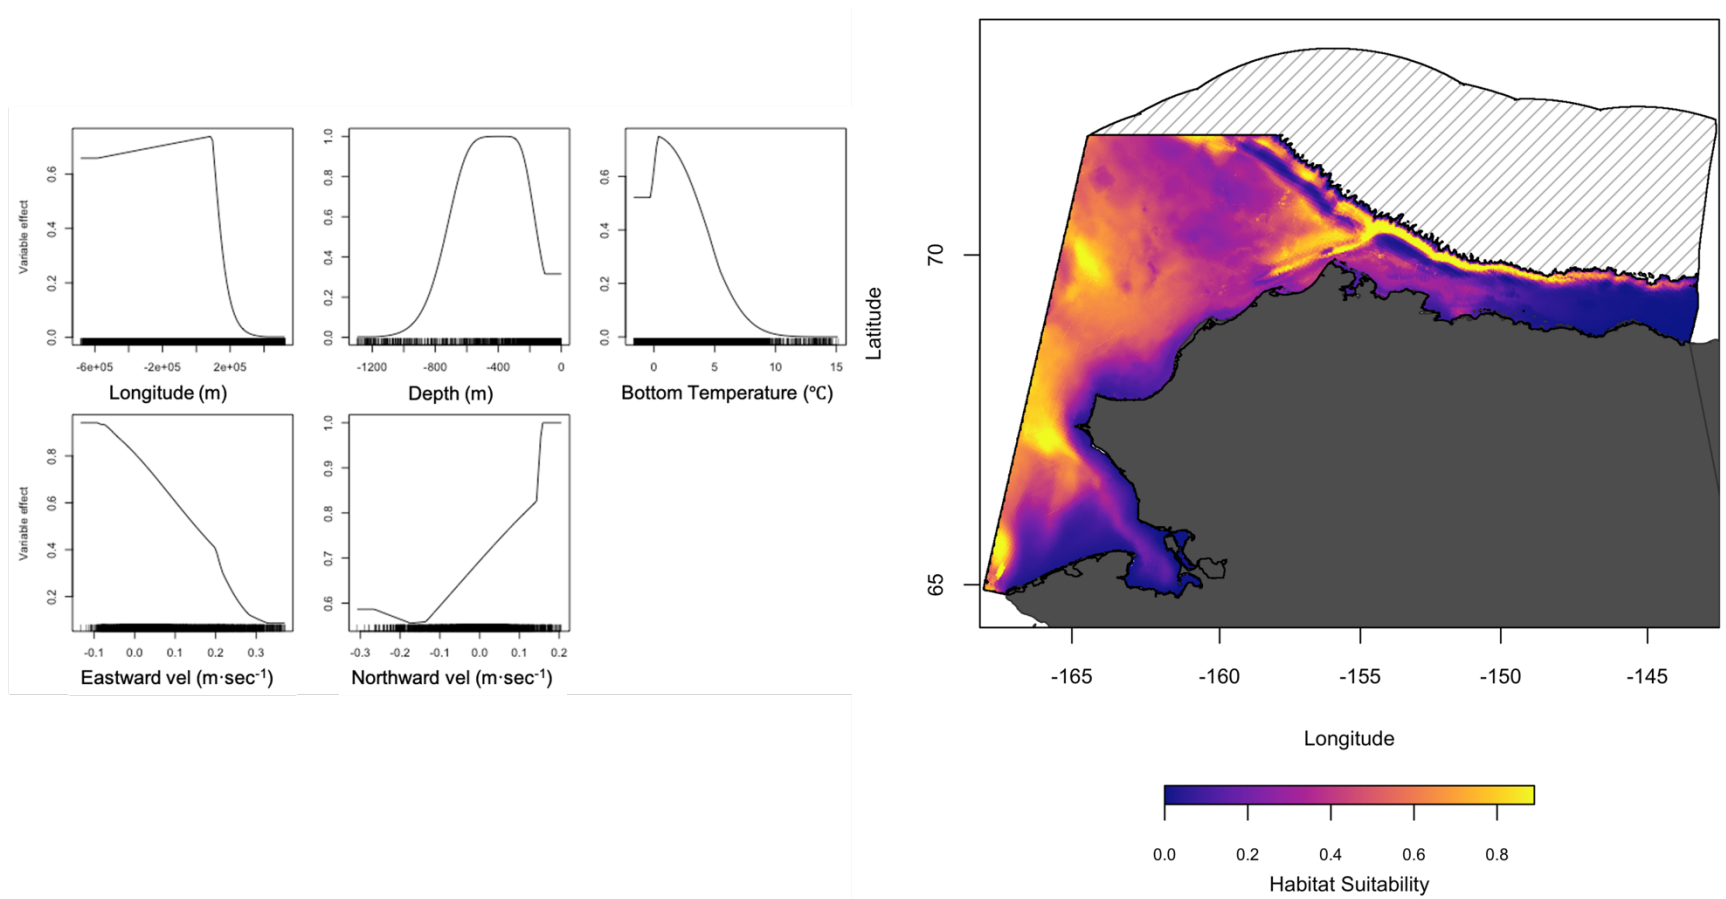 Variable effect
0.0 0.2 0.4 0.6
-6e+05 -2e+05 2e+05
Longitude (m)
0.0 0.2 0.4 0.6 0.8 1.0
-1200 -800 -400 0
Depth (m)
0.0 0.2 0.4 0.6
0 5 10 15
Bottom Temperature (°C)
Variable effect
0.2 0.4 0.6 0.8
-0.1 0.0 0.1 0.2 0.3
Eastward vel (m·sec-1)
0.6 0.7 0.8 0.9 1.0
-0.3 -0.2 -0.1 0.0 0.1 0.2
Northward vel (m·sec-1)
Latitude
70
65
-165 -160 -155 -150 -145
Longitude
0.0 0.2 0.4 0.6 0.8
Habitat Suitability